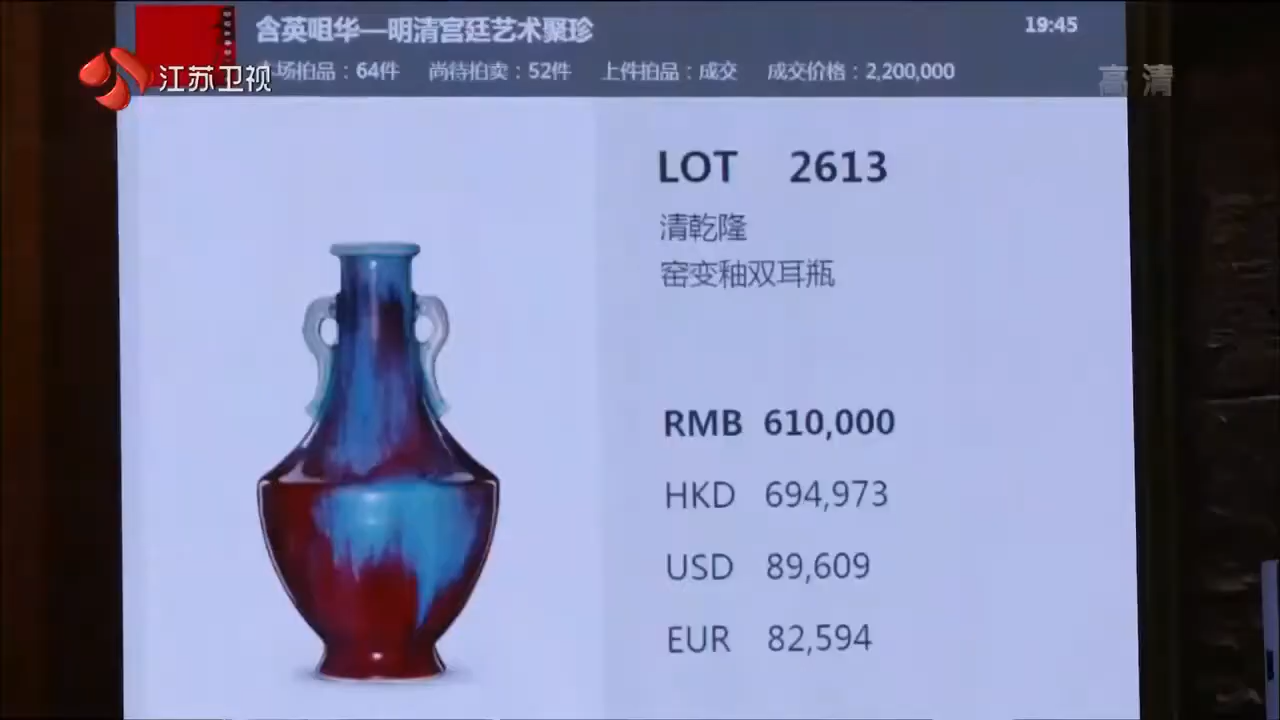 含英咀华—明清宫廷艺术聚珍
19:45
场拍品：64件 尚待拍卖：52件 上件拍品：成交 成交价格：2,200,000
江苏卫视
高清
LOT 2613
清乾隆
窑变釉双耳瓶
RMB 610,000
HKD 694,973
USD 89,609
EUR 82,594